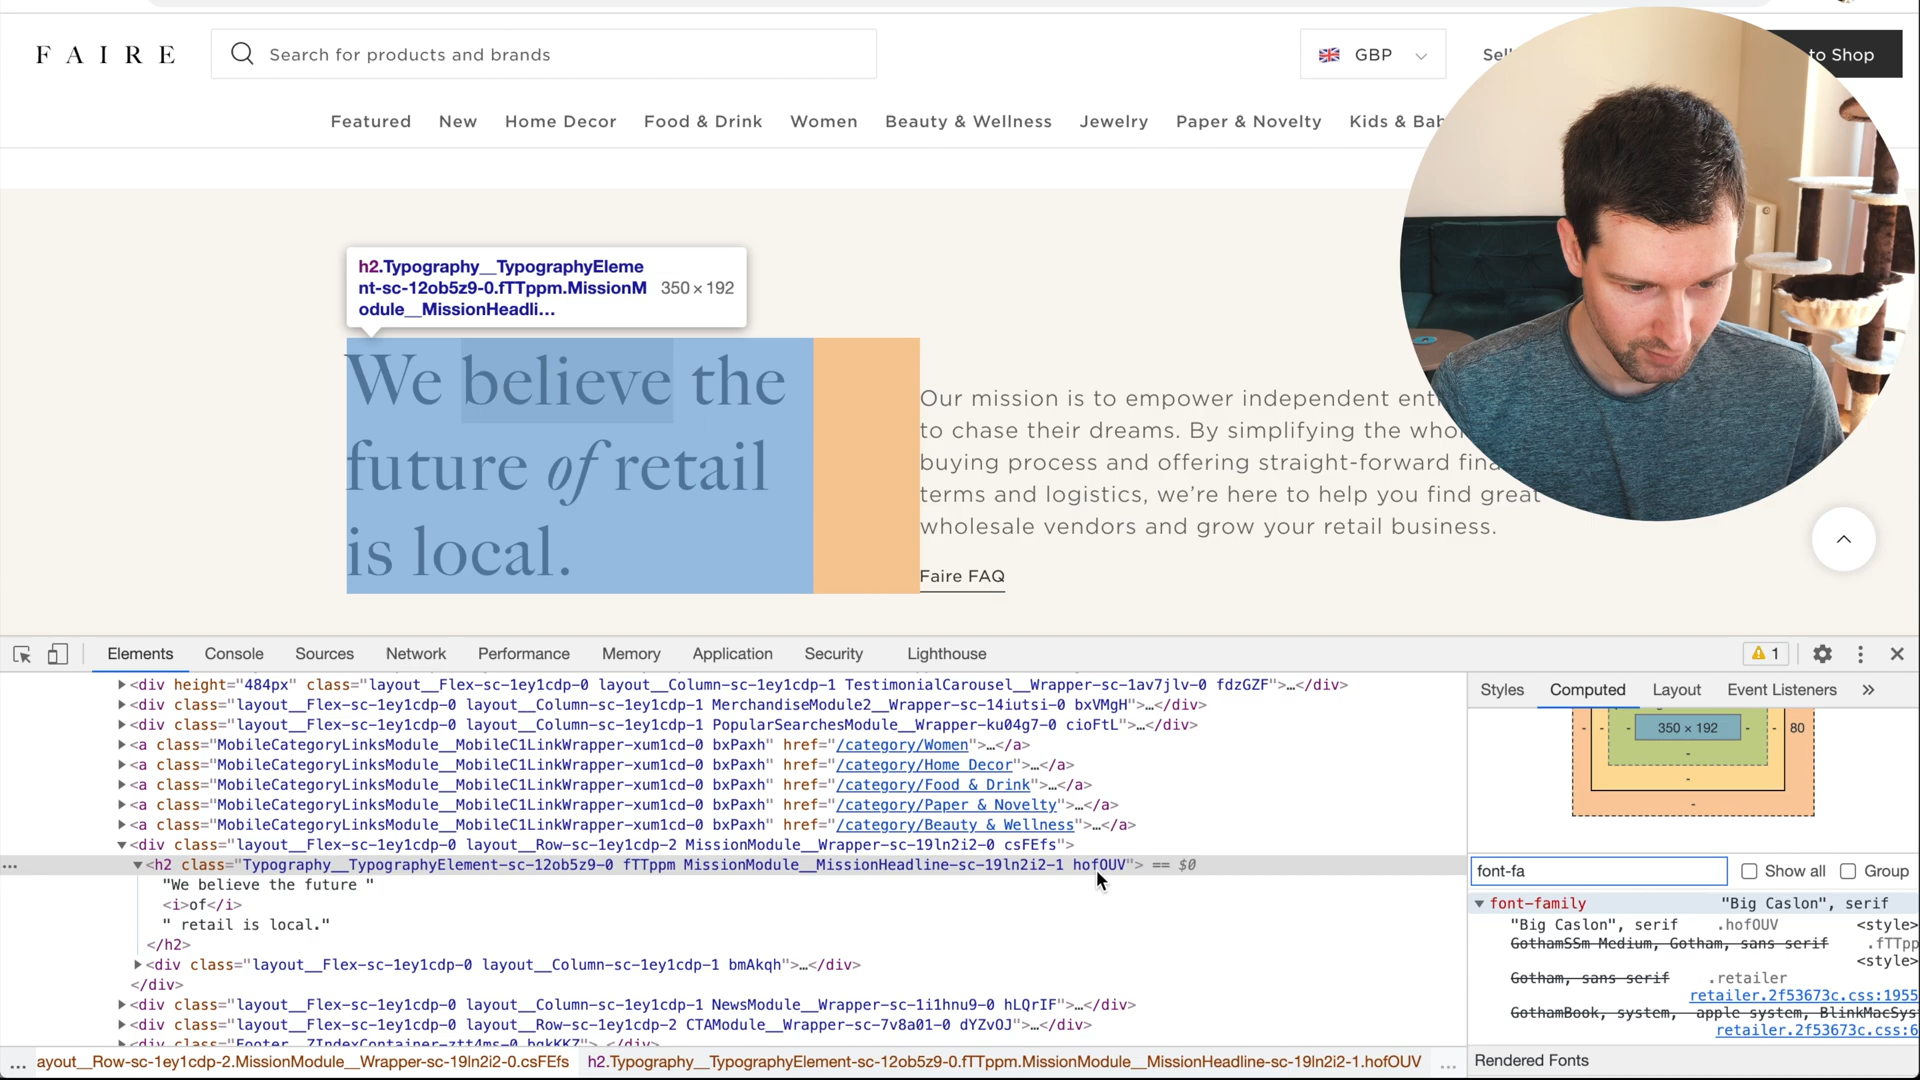 FAIRE
Search for products and brands
GBP
Sell
to Shop
Featured New Home Decor Food & Drink Women Beauty & Wellness Jewelry Paper & Novelty Kids & Bab
h2.Typography__TypographyEleme
nt-sc-12ob5z9-0.fTTppm.MissionM
odule__MissionHeadli…
350 × 192
We believe the
future of retail
is local.
Our mission is to empower independent ent
to chase their dreams. By simplifying the who
buying process and offering straight-forward fina
terms and logistics, we’re here to help you find great
wholesale vendors and grow your retail business.
Faire FAQ
Elements Console Sources Network Performance Memory Application Security Lighthouse
1
<div height="484px" class="layout__Flex-sc-1ey1cdp-0 layout__Column-sc-1ey1cdp-1 TestimonialCarousel__Wrapper-sc-1av7jlv-0 fdzGZF">…</div>
<div class="layout__Flex-sc-1ey1cdp-0 layout__Column-sc-1ey1cdp-1 MerchandiseModule2__Wrapper-sc-14iutsi-0 bxVMgH">…</div>
<div class="layout__Flex-sc-1ey1cdp-0 layout__Column-sc-1ey1cdp-1 PopularSearchesModule__Wrapper-ku04g7-0 cioFtL">…</div>
<a class="MobileCategoryLinksModule__MobileC1LinkWrapper-xum1cd-0 bxPaxh" href="/category/Women">…</a>
<a class="MobileCategoryLinksModule__MobileC1LinkWrapper-xum1cd-0 bxPaxh" href="/category/Home Decor">…</a>
<a class="MobileCategoryLinksModule__MobileC1LinkWrapper-xum1cd-0 bxPaxh" href="/category/Food & Drink">…</a>
<a class="MobileCategoryLinksModule__MobileC1LinkWrapper-xum1cd-0 bxPaxh" href="/category/Paper & Novelty">…</a>
<a class="MobileCategoryLinksModule__MobileC1LinkWrapper-xum1cd-0 bxPaxh" href="/category/Beauty & Wellness">…</a>
<div class="layout__Flex-sc-1ey1cdp-0 layout__Row-sc-1ey1cdp-2 MissionModule__Wrapper-sc-19ln2i2-0 csFEfs">
… <h2 class="Typography__TypographyElement-sc-12ob5z9-0 fTTppm MissionModule__MissionHeadline-sc-19ln2i2-1 hofOUV"> == $0
"We believe the future "
<i>of</i>
" retail is local."
</h2>
<div class="layout__Flex-sc-1ey1cdp-0 layout__Column-sc-1ey1cdp-1 bmAkqh">…</div>
</div>
<div class="layout__Flex-sc-1ey1cdp-0 layout__Column-sc-1ey1cdp-1 NewsModule__Wrapper-sc-1i1hnu9-0 hLQrIF">…</div>
<div class="layout__Flex-sc-1ey1cdp-0 layout__Row-sc-1ey1cdp-2 CTAModule__Wrapper-sc-7v8a01-0 dYZvOJ">…</div>
<div class="Footer__ZIndexContainer-ztt4ms-0 bgkKKZ">…</div>
… ayout__Row-sc-1ey1cdp-2.MissionModule__Wrapper-sc-19ln2i2-0.csFEfs h2.Typography__TypographyElement-sc-12ob5z9-0.fTTppm.MissionModule__MissionHeadline-sc-19ln2i2-1.hofOUV …
Styles Computed Layout Event Listeners »
350 × 192
80
font-fa
Show all Group
font-family "Big Caslon", serif
"Big Caslon", serif .hofOUV <style>
GothamSSm Medium, Gotham, sans serif .fTTpp
<style>
Gotham, sans serif .retailer
retailer.2f53673c.css:1955
GothamBook, system, apple system, BlinkMacSys
retailer.2f53673c.css:6
Rendered Fonts